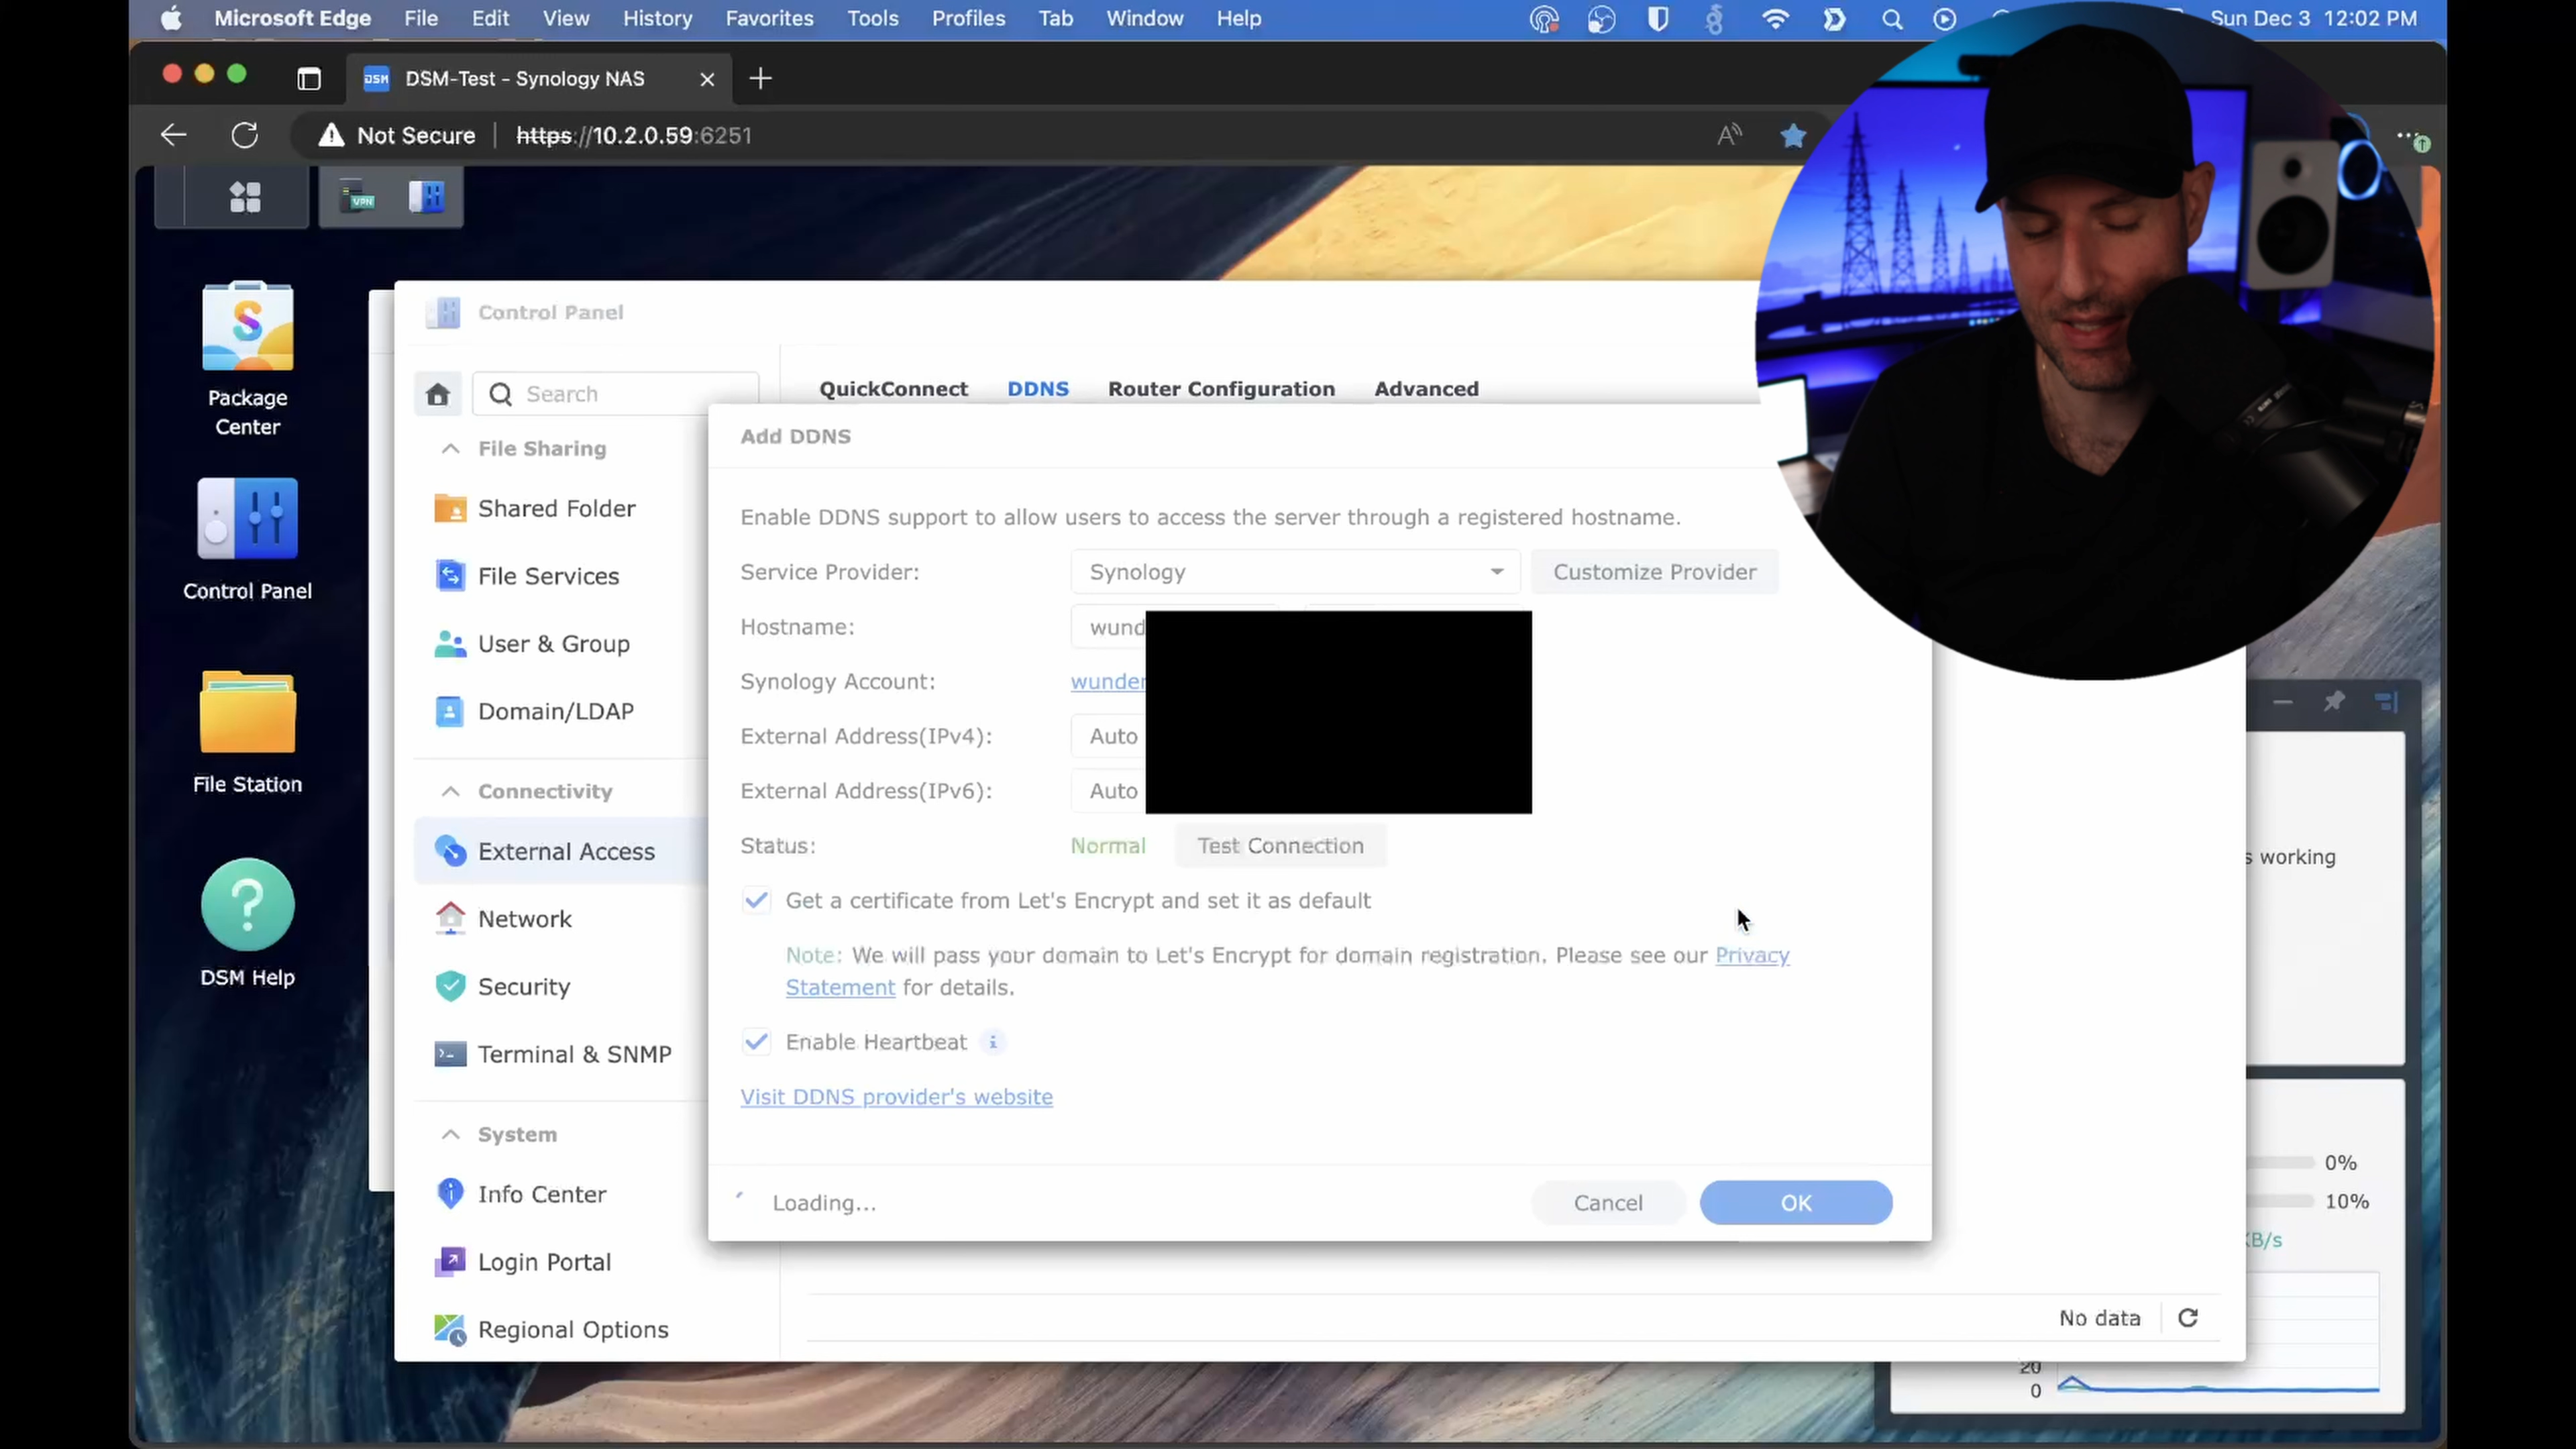 Microsoft Edge File Edit View History Favorites Tools Profiles Tab Window Help Sun Dec 3 12:02 PM
DSM DSM-Test - Synology NAS
Not Secure https://10.2.0.59:6251
VPN
Package
Center
Control Panel
File Station
DSM Help
Control Panel
Search
File Sharing
Shared Folder
File Services
User & Group
Domain/LDAP
Connectivity
External Access
Network
Security
Terminal & SNMP
System
Info Center
Login Portal
Regional Options
QuickConnect DDNS Router Configuration Advanced
Add DDNS
Enable DDNS support to allow users to access the server through a registered hostname.
Service Provider: Synology Customize Provider
Hostname: wund
Synology Account: wunder
External Address(IPv4): Auto
External Address(IPv6): Auto
Status: Normal Test Connection
Get a certificate from Let's Encrypt and set it as default
Note: We will pass your domain to Let's Encrypt for domain registration. Please see our Privacy
Statement for details.
Enable Heartbeat
Visit DDNS provider's website
Loading... Cancel OK
No data
s working
0%
10%
KB/s
20
0